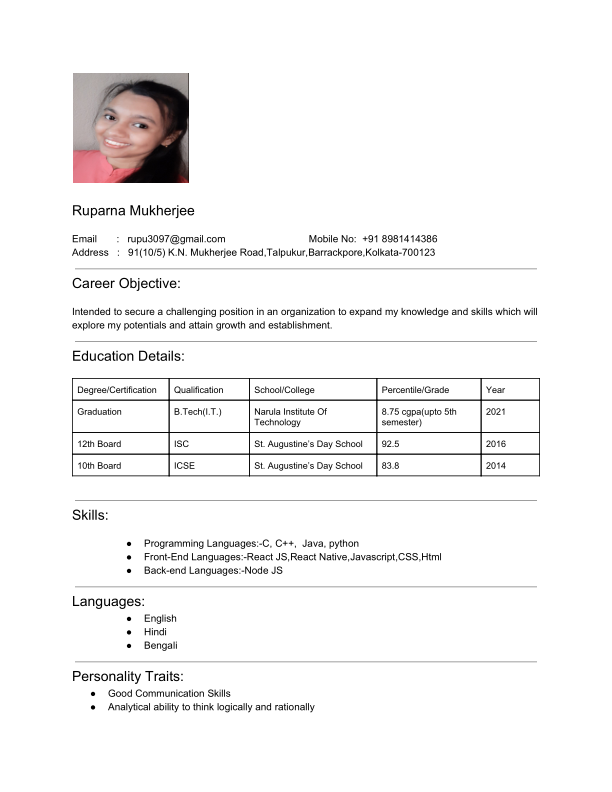 Ruparna Mukherjee
Email : rupu3097@gmail.com Mobile No: +91 8981414386
Address : 91(10/5) K.N. Mukherjee Road,Talpukur,Barrackpore,Kolkata-700123
Career Objective:
Intended to secure a challenging position in an organization to expand my knowledge and skills which will
explore my potentials and attain growth and establishment.
Education Details:
Degree/Certification Qualification School/College Percentile/Grade Year
Graduation B.Tech(I.T.) Narula Institute Of Technology 8.75 cgpa(upto 5th semester) 2021
12th Board ISC St. Augustine's Day School 92.5 2016
10th Board ICSE St. Augustine's Day School 83.8 2014
Skills:
● Programming Languages:-C, C++, Java, python
● Front-End Languages:-React JS,React Native,Javascript,CSS,Html
● Back-end Languages:-Node JS
Languages:
● English
● Hindi
● Bengali
Personality Traits:
● Good Communication Skills
● Analytical ability to think logically and rationally